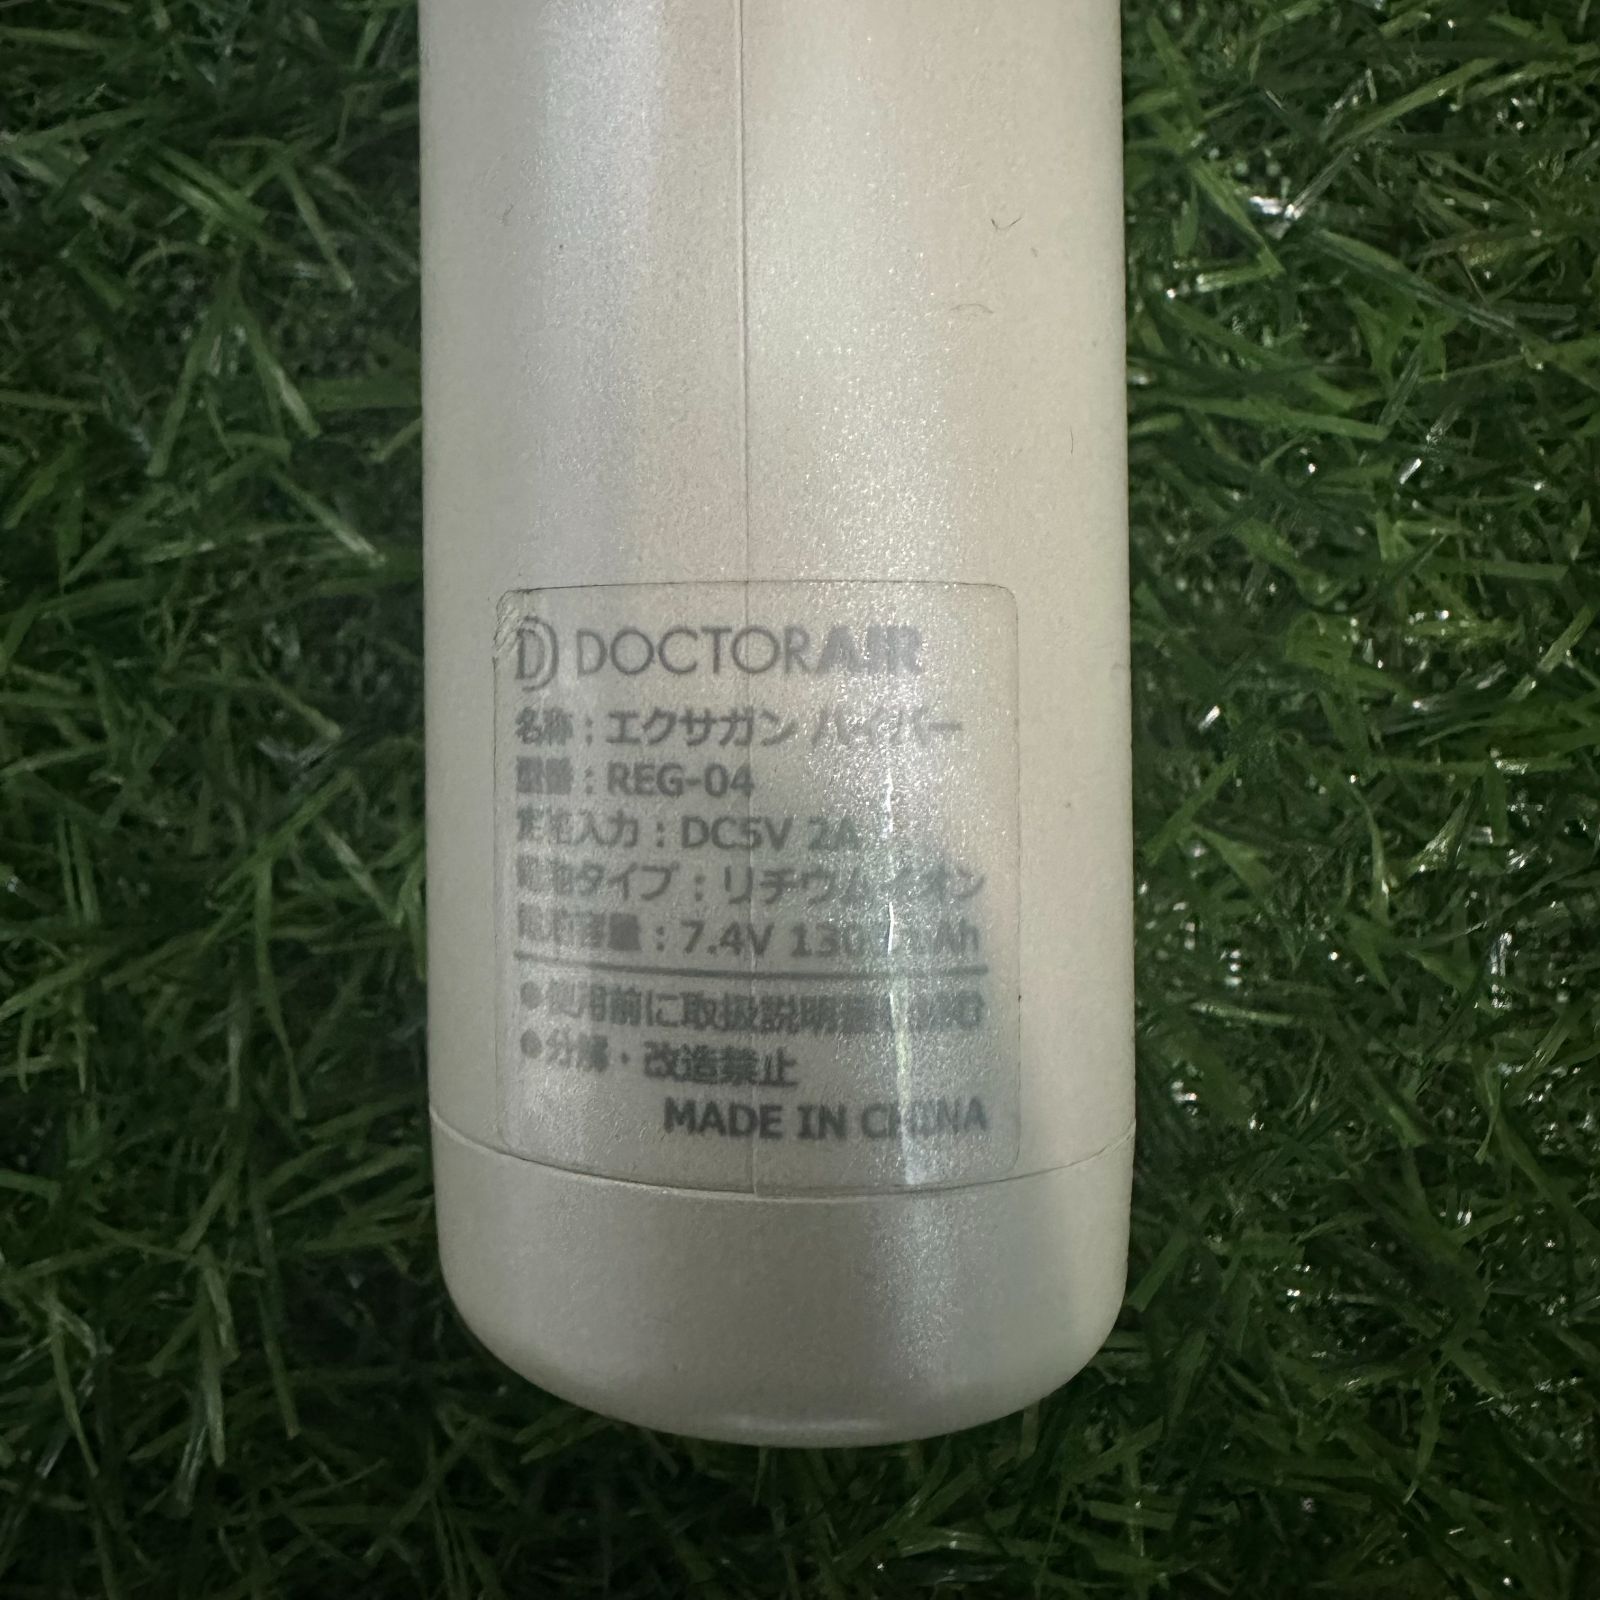 DOCTORAIR
名称：エクサガン ハイパー
型番：REG-04
定格入力：DC5V 2A
電池タイプ：リチウムイオン
電池容量：7.4V 1300mAh
●使用前に取扱説明書必読
●分解・改造禁止
MADE IN CHINA